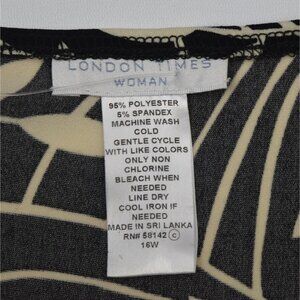 LONDON TIMES
WOMAN
95% POLYESTER
5% SPANDEX
MACHINE WASH
COLD
GENTLE CYCLE
WITH LIKE COLORS
ONLY NON
CHLORINE
BLEACH WHEN
NEEDED
LINE DRY
COOL IRON IF
NEEDED
MADE IN SRI LANKA
RN# 58142 ©
16W